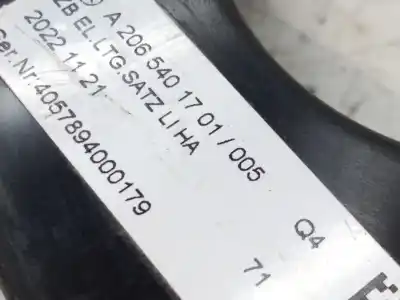 A 206 540 17 01 / 005
ZB EL.LTG.SATZ LI HA
2022.11.21
Ser.Nr:4057894000179
Q4
71